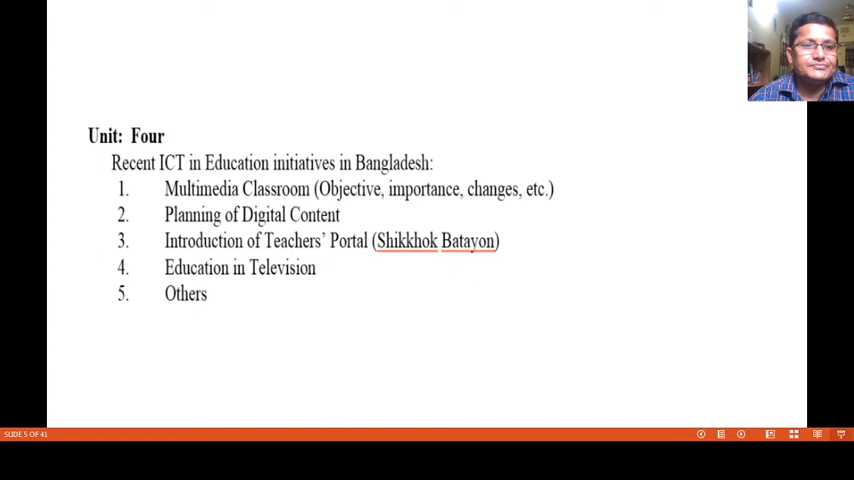 Unit: Four
Recent ICT in Education initiatives in Bangladesh:
1. Multimedia Classroom (Objective, importance, changes, etc.)
2. Planning of Digital Content
3. Introduction of Teachers’ Portal (Shikkhok Batayon)
4. Education in Television
5. Others
SLIDE 5 OF 41